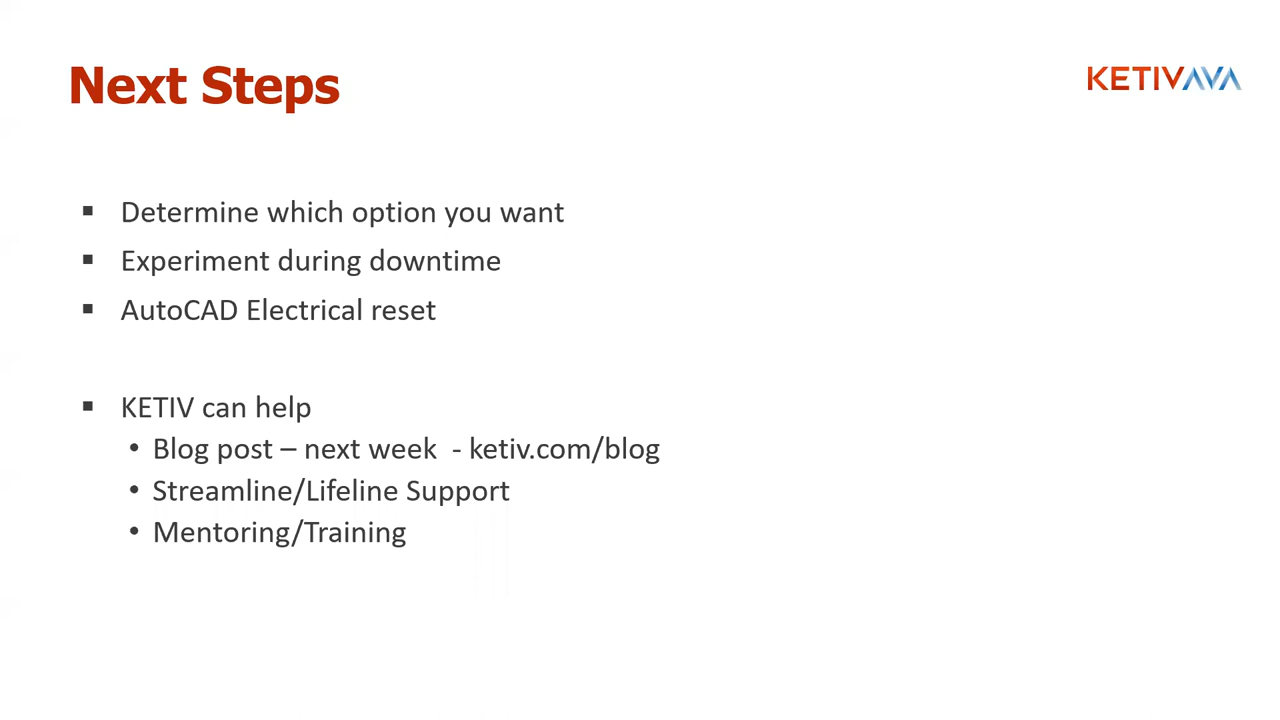 Next Steps
KETIVAVA
▪ Determine which option you want
▪ Experiment during downtime
▪ AutoCAD Electrical reset
▪ KETIV can help
• Blog post – next week - ketiv.com/blog
• Streamline/Lifeline Support
• Mentoring/Training